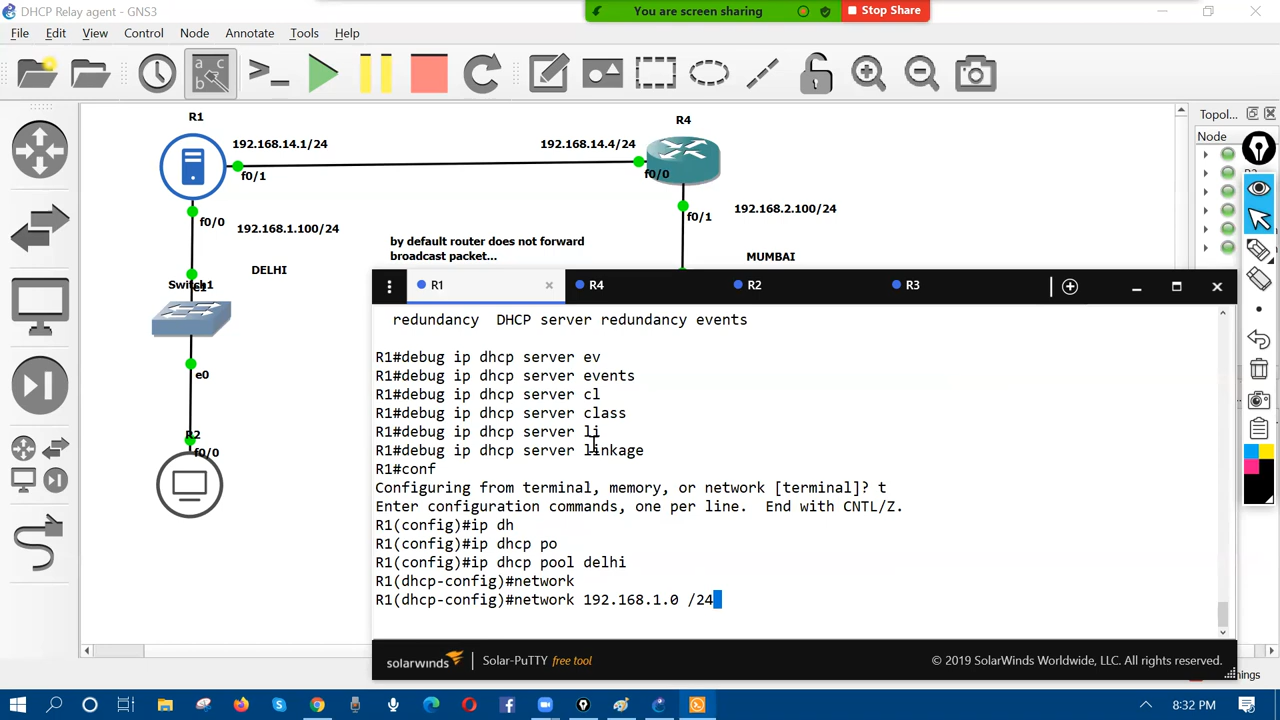 DHCP Relay agent - GNS3
You are screen sharing
Stop Share
File Edit View Control Node Annotate Tools Help
R1
192.168.14.1/24
192.168.14.4/24
R4
f0/1
f0/0
f0/0
192.168.1.100/24
f0/1
192.168.2.100/24
by default router does not forward
broadcast packet...
DELHI
MUMBAI
Switch1
e0
R2
f0/0
Topol...
Node
R1
R4
R2
R3
redundancy DHCP server redundancy events
R1#debug ip dhcp server ev
R1#debug ip dhcp server events
R1#debug ip dhcp server cl
R1#debug ip dhcp server class
R1#debug ip dhcp server li
R1#debug ip dhcp server linkage
R1#conf
Configuring from terminal, memory, or network [terminal]? t
Enter configuration commands, one per line. End with CNTL/Z.
R1(config)#ip dh
R1(config)#ip dhcp po
R1(config)#ip dhcp pool delhi
R1(dhcp-config)#network
R1(dhcp-config)#network 192.168.1.0 /24
solarwinds
Solar-PuTTY free tool
© 2019 SolarWinds Worldwide, LLC. All rights reserved.
8:32 PM